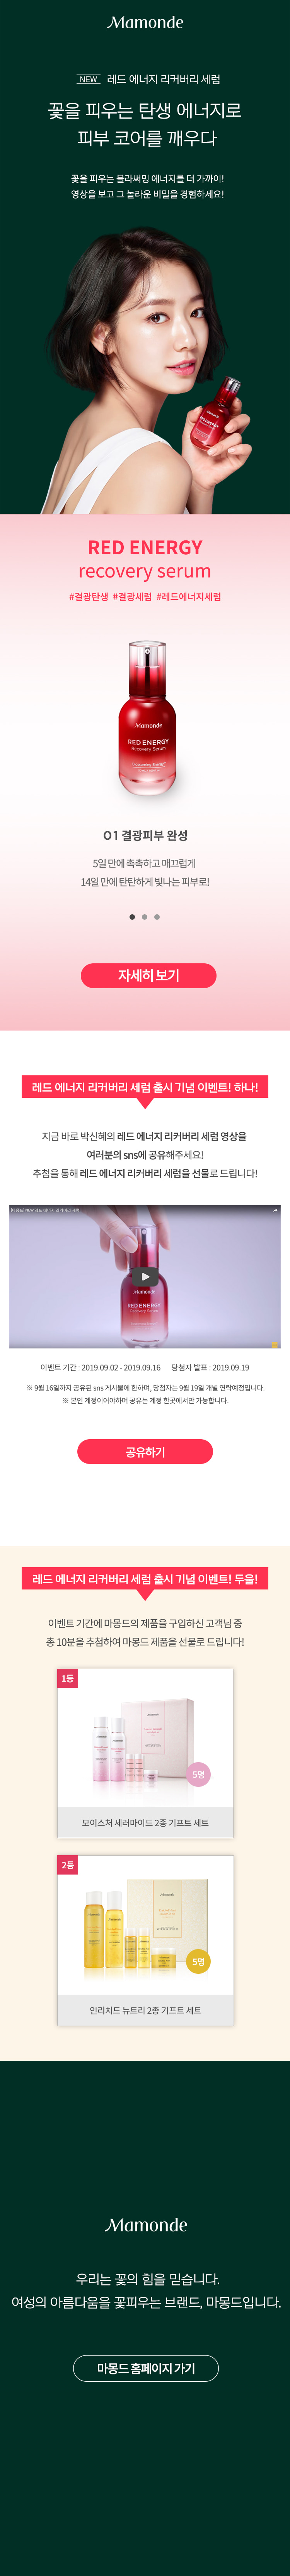 Mamonde
NEW 레드 에너지 리커버리 세럼
꽃을 피우는 탄생 에너지로
피부 코어를 깨우다
꽃을 피우는 블라썸밍 에너지를 더 가까이!
영상을 보고 그 놀라운 비밀을 경험하세요!
RED ENERGY
recovery serum
#결광탄생 #결광세럼 #레드에너지세럼
Mamonde
RED ENERGY
Recovery Serum
01 결광피부 완성
5일 만에 촉촉하고 매끄럽게
14일 만에 탄탄하게 빛나는 피부로!
자세히 보기
레드 에너지 리커버리 세럼 출시 기념 이벤트! 하나!
지금 바로 박신혜의 레드 에너지 리커버리 세럼 영상을
여러분의 sns에 공유해주세요!
추첨을 통해 레드 에너지 리커버리 세럼을 선물로 드립니다!
Mamonde
RED ENERGY
Recovery Serum
이벤트 기간 : 2019.09.02 - 2019.09.16 당첨자 발표 : 2019.09.19
※ 9월 16일까지 공유된 sns 게시물에 한하며, 당첨자는 9월 19일 개별 연락예정입니다.
※ 본인 계정이어야하며 공유는 계정 한곳에서만 가능합니다.
공유하기
레드 에너지 리커버리 세럼 출시 기념 이벤트! 두울!
이벤트 기간에 마몽드의 제품을 구입하신 고객님 중
총 10분을 추첨하여 마몽드 제품을 선물로 드립니다!
1등
Mamonde
5명
모이스처 세러마이드 2종 기프트 세트
2등
Mamonde
5명
인리치드 뉴트리 2종 기프트 세트
Mamonde
우리는 꽃의 힘을 믿습니다.
여성의 아름다움을 꽃피우는 브랜드, 마몽드입니다.
마몽드 홈페이지 가기